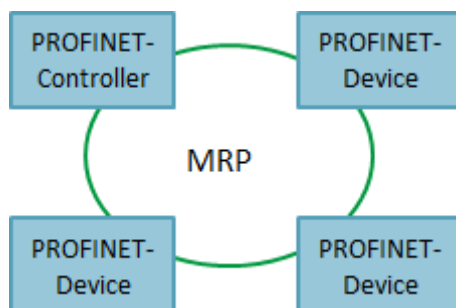 PROFINET-
Controller
PROFINET-
Device
MRP
PROFINET-
Device
PROFINET-
Device